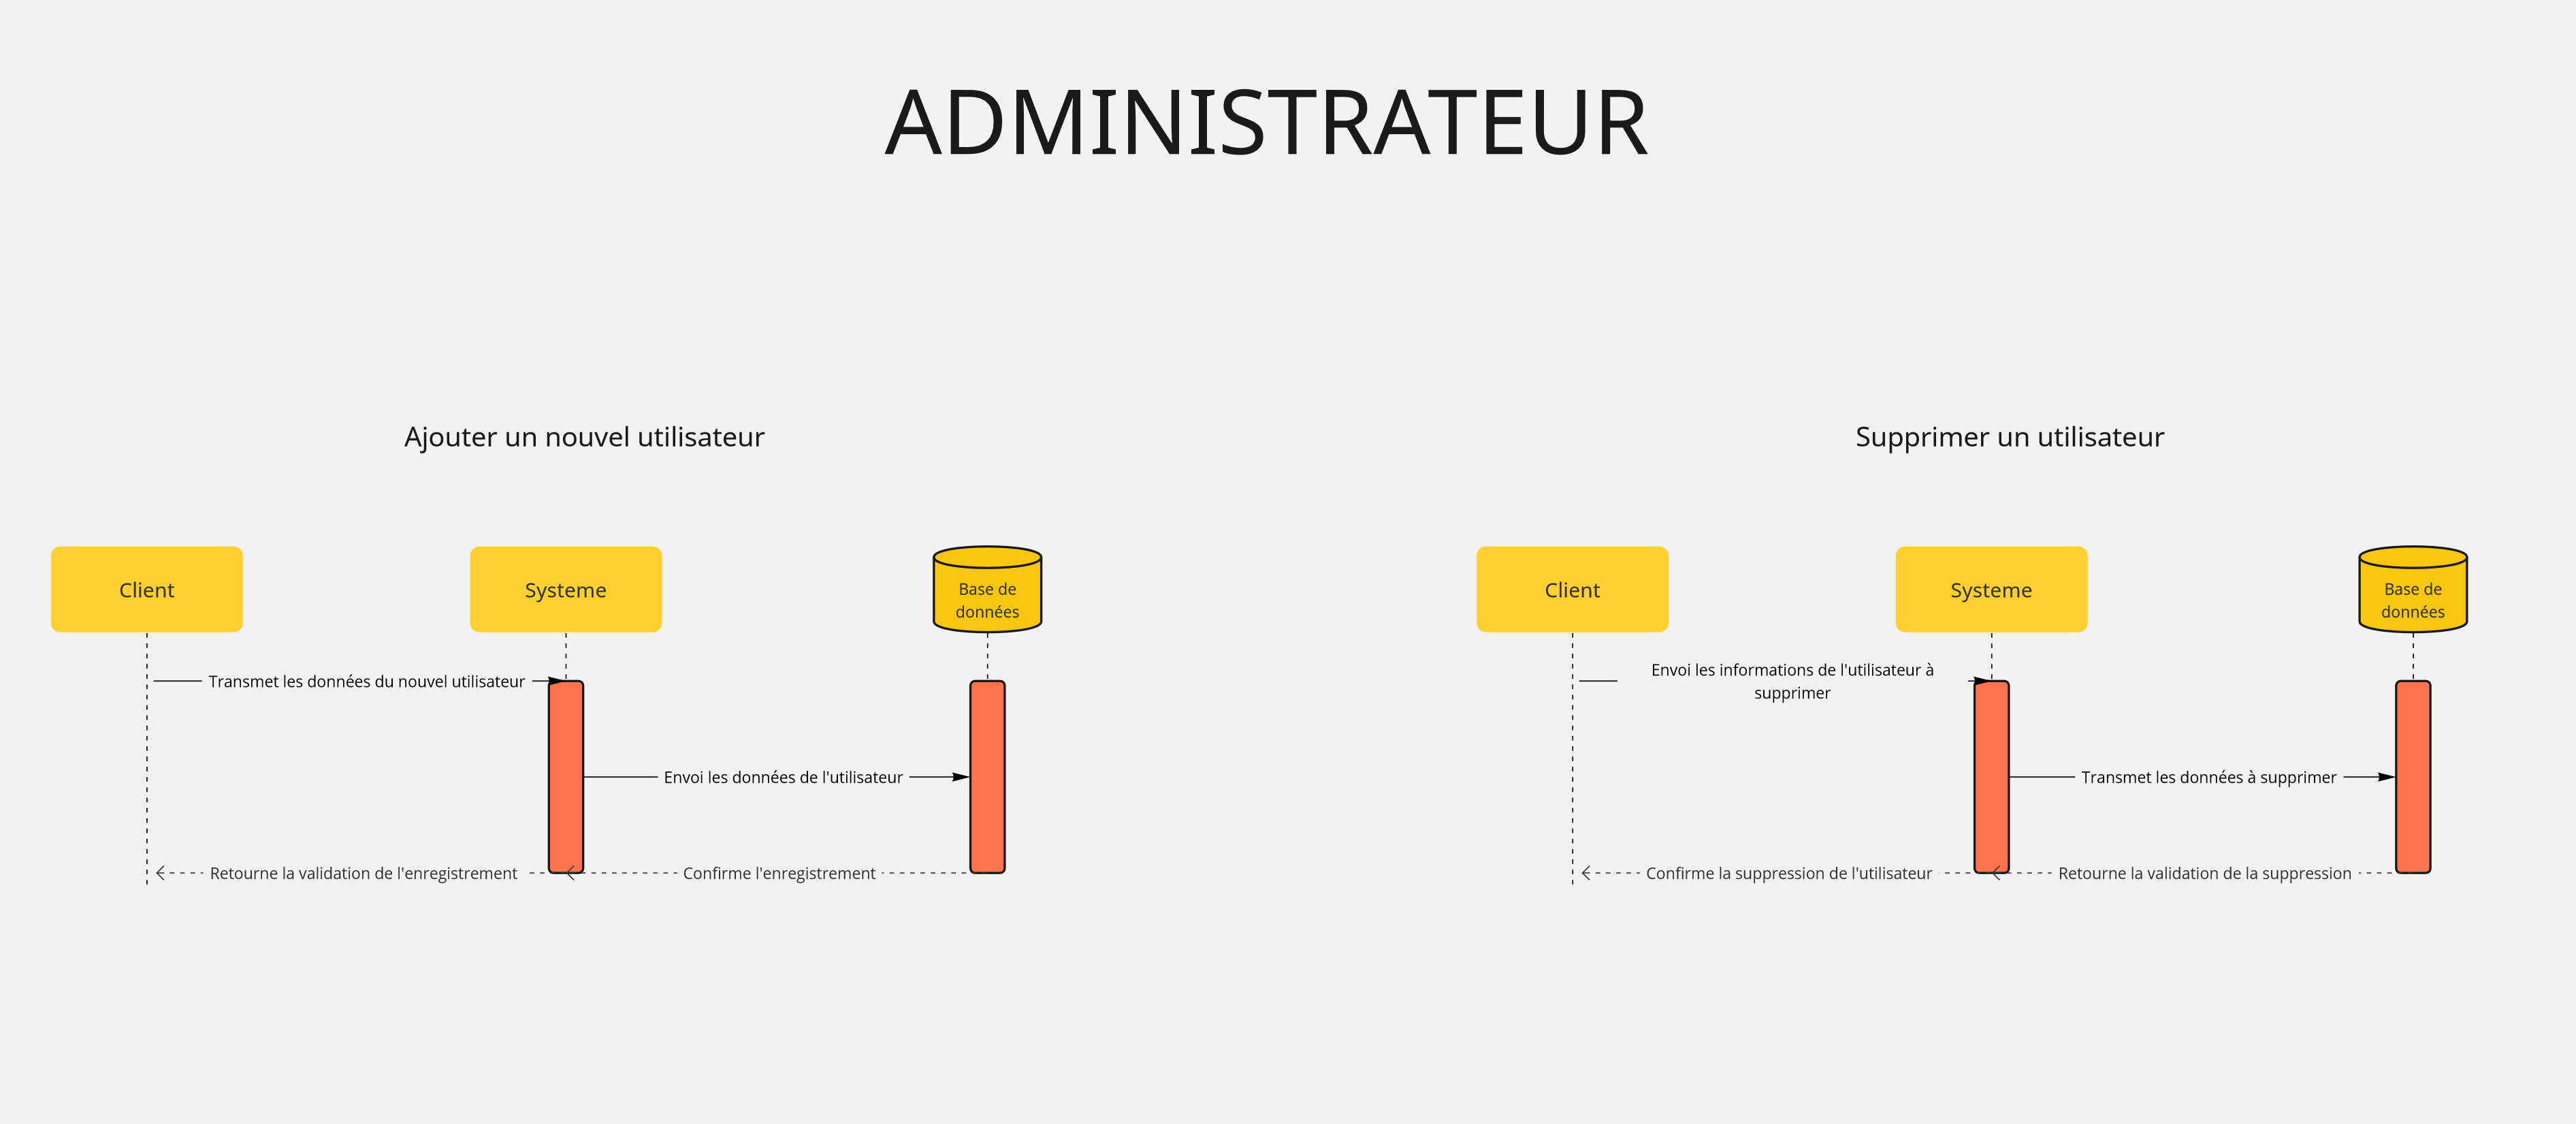 ADMINISTRATEUR
Ajouter un nouvel utilisateur
Client
Systeme
Base de
données
Transmet les données du nouvel utilisateur
Envoi les données de l'utilisateur
Retourne la validation de l'enregistrement
Confirme l'enregistrement
Supprimer un utilisateur
Client
Systeme
Base de
données
Envoi les informations de l'utilisateur à
supprimer
Transmet les données à supprimer
Confirme la suppression de l'utilisateur
Retourne la validation de la suppression